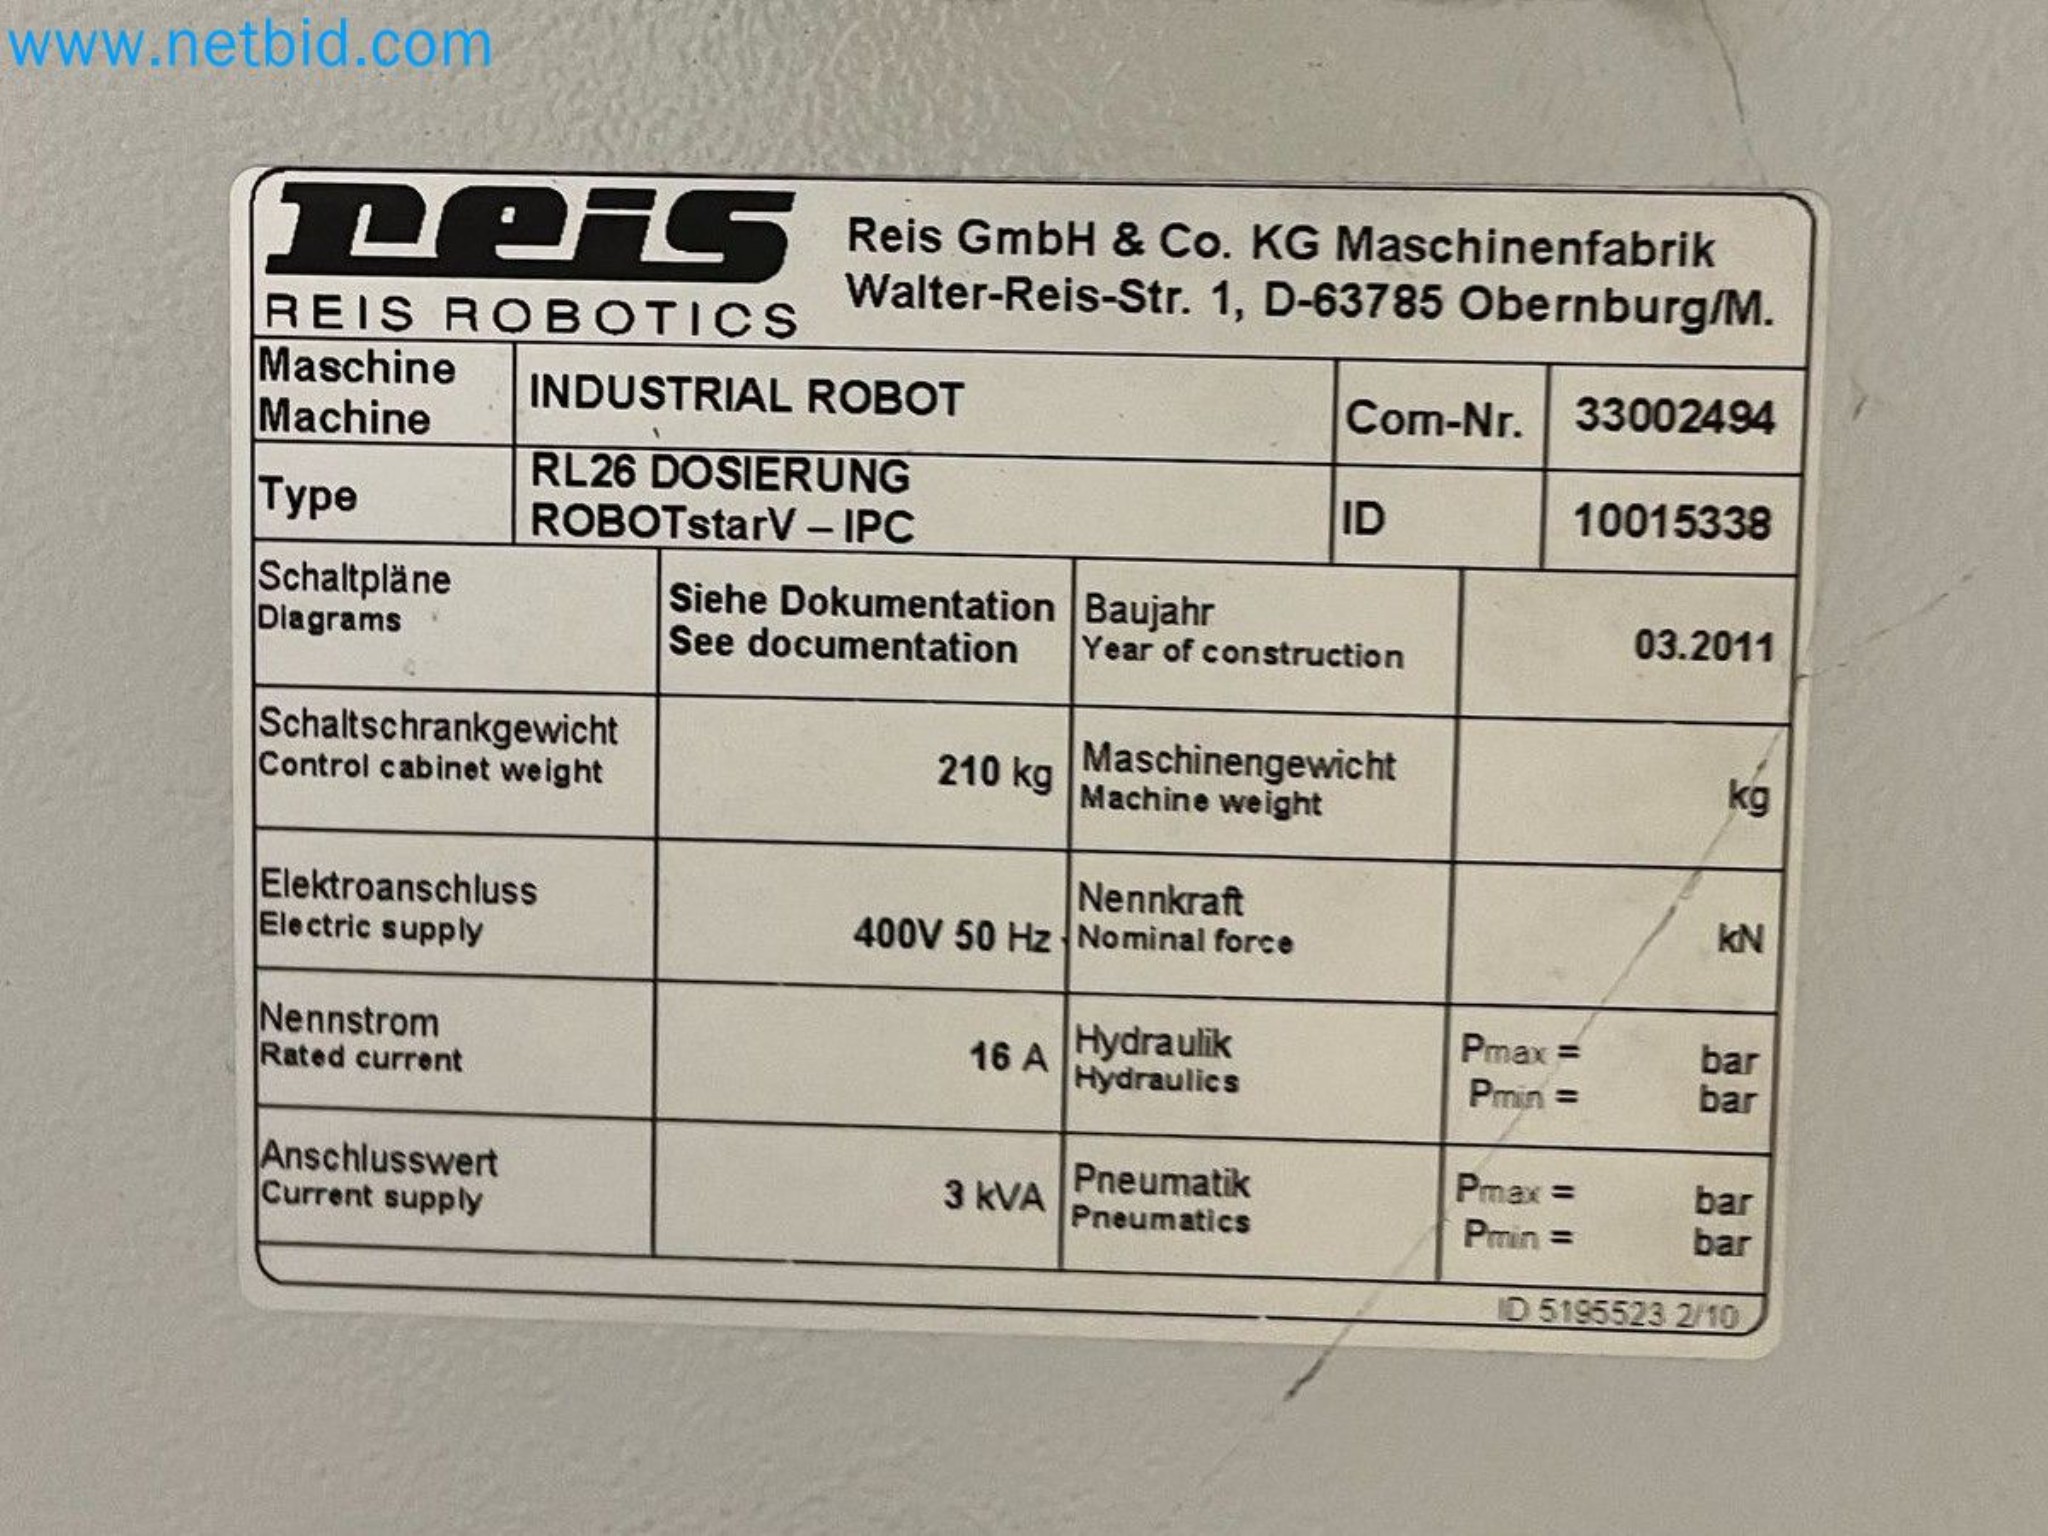 www.netbid.com
reis
REIS ROBOTICS
Reis GmbH & Co. KG Maschinenfabrik
Walter-Reis-Str. 1, D-63785 Obernburg/M.
Maschine
Machine
INDUSTRIAL ROBOT
Com-Nr.
33002494
Type
RL26 DOSIERUNG
ROBOTstarV – IPC
ID
10015338
Schaltpläne
Diagrams
Siehe Dokumentation
See documentation
Baujahr
Year of construction
03.2011
Schaltschrankgewicht
Control cabinet weight
210 kg
Maschinengewicht
Machine weight
kg
Elektroanschluss
Electric supply
400V 50 Hz
Nennkraft
Nominal force
kN
Nennstrom
Rated current
16 A
Hydraulik
Hydraulics
Pmax = bar
Pmin = bar
Anschlusswert
Current supply
3 kVA
Pneumatik
Pneumatics
Pmax = bar
Pmin = bar
ID 5195523 2/10